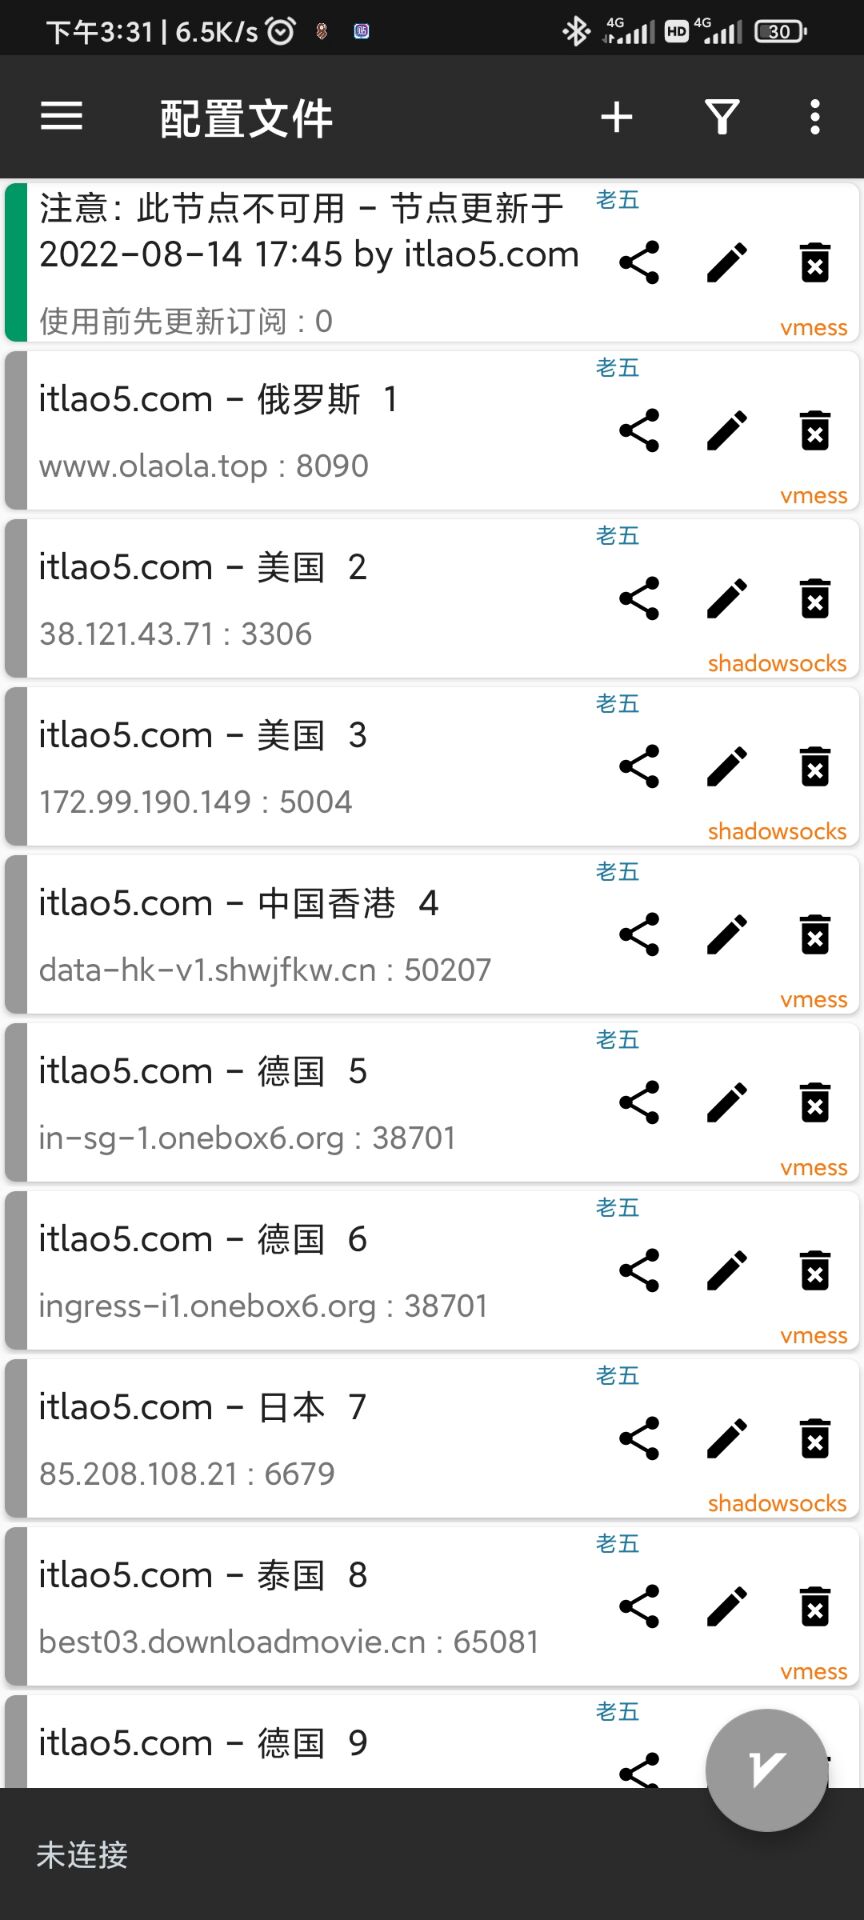 下午3:31 | 6.5K/s 4G HD 4G 30
配置文件
注意: 此节点不可用 - 节点更新于
2022-08-14 17:45 by itlao5.com
老五
使用前先更新订阅 : 0
vmess
itlao5.com - 俄罗斯 1
老五
www.olaola.top : 8090
vmess
itlao5.com - 美国 2
老五
38.121.43.71 : 3306
shadowsocks
itlao5.com - 美国 3
老五
172.99.190.149 : 5004
shadowsocks
itlao5.com - 中国香港 4
老五
data-hk-v1.shwjfkw.cn : 50207
vmess
itlao5.com - 德国 5
老五
in-sg-1.onebox6.org : 38701
vmess
itlao5.com - 德国 6
老五
ingress-i1.onebox6.org : 38701
vmess
itlao5.com - 日本 7
老五
85.208.108.21 : 6679
shadowsocks
itlao5.com - 泰国 8
老五
best03.downloadmovie.cn : 65081
vmess
itlao5.com - 德国 9
老五
未连接